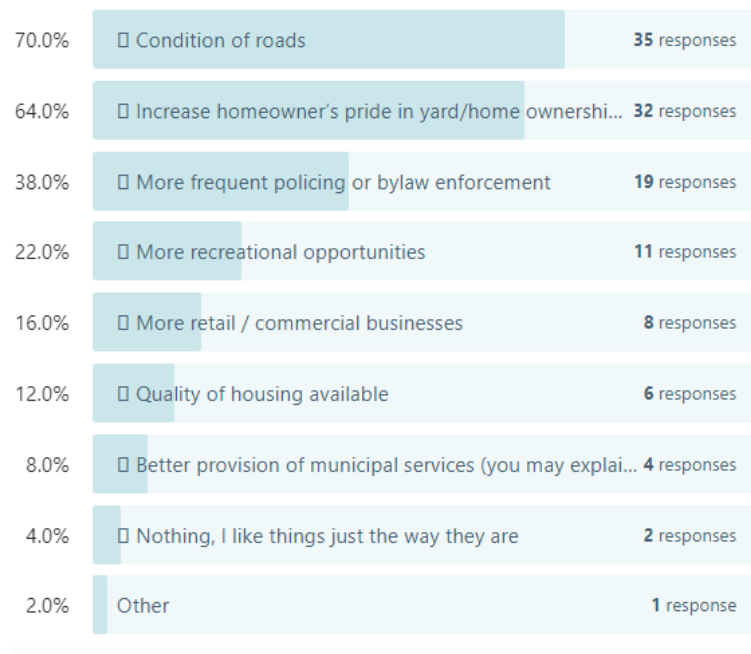 70.0% ▯ Condition of roads 35 responses
64.0% ▯ Increase homeowner’s pride in yard/home ownershi... 32 responses
38.0% ▯ More frequent policing or bylaw enforcement 19 responses
22.0% ▯ More recreational opportunities 11 responses
16.0% ▯ More retail / commercial businesses 8 responses
12.0% ▯ Quality of housing available 6 responses
8.0% ▯ Better provision of municipal services (you may explai... 4 responses
4.0% ▯ Nothing, I like things just the way they are 2 responses
2.0% Other 1 response